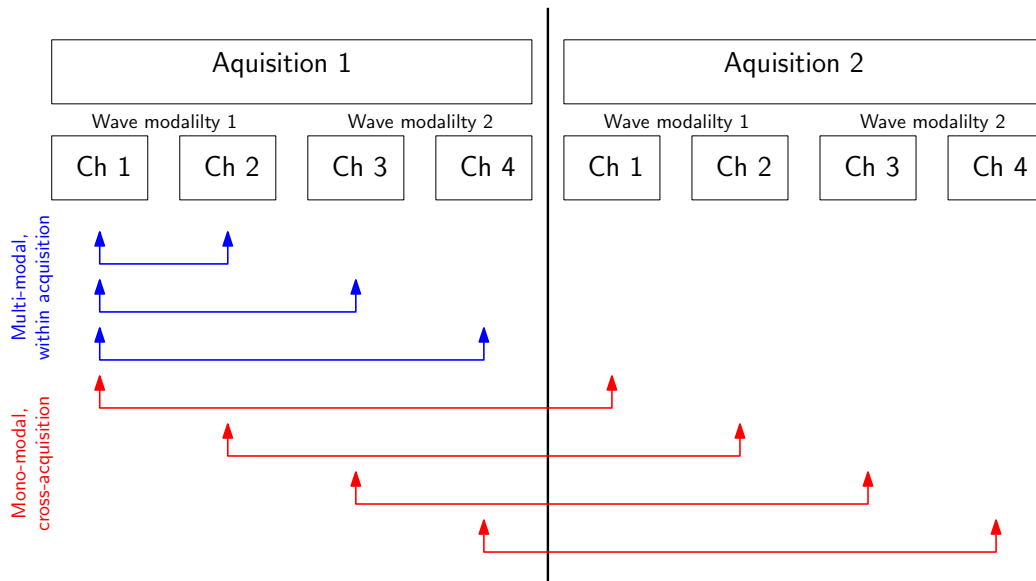 Aquisition 1
Aquisition 2
Wave modalilty 1
Wave modalilty 2
Wave modalilty 1
Wave modalilty 2
Ch 1
Ch 2
Ch 3
Ch 4
Ch 1
Ch 2
Ch 3
Ch 4
Multi-modal,
within acquisition
Mono-modal,
cross-acquisition